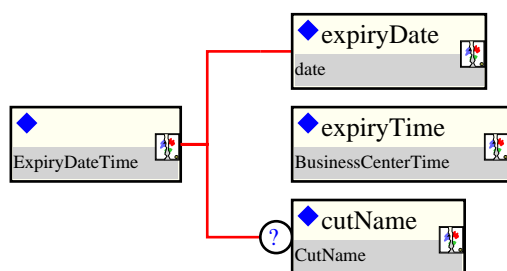 expiryDate
date
ExpiryDateTime
expiryTime
BusinessCenterTime
?
cutName
CutName